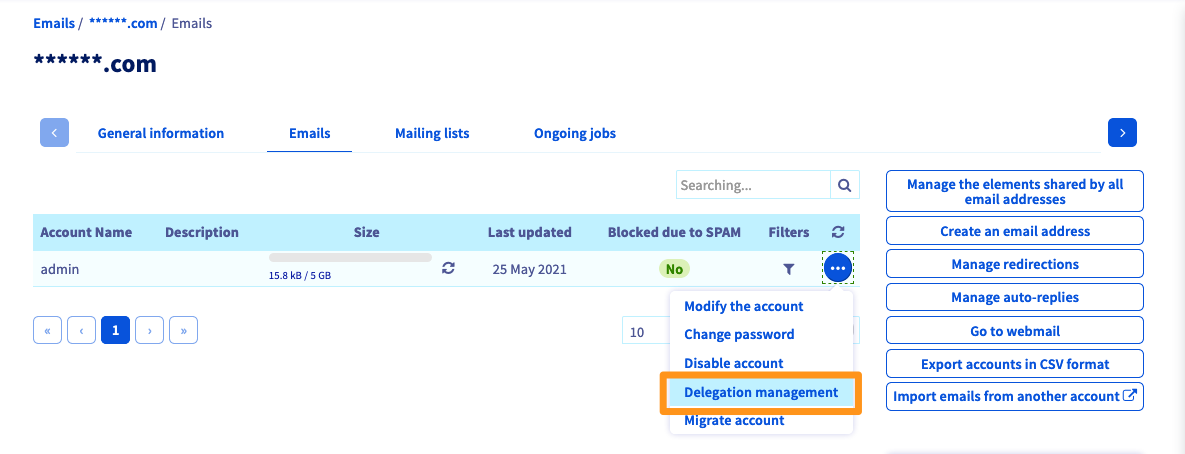 Emails / ******.com / Emails
******.com
General information Emails Mailing lists Ongoing jobs
Searching...
Account Name Description Size Last updated Blocked due to SPAM Filters
admin 15.8 kB / 5 GB 25 May 2021 No
Modify the account
Change password
Disable account
Delegation management
Migrate account
« ‹ 1 › »
10
Manage the elements shared by all
email addresses
Create an email address
Manage redirections
Manage auto-replies
Go to webmail
Export accounts in CSV format
Import emails from another account